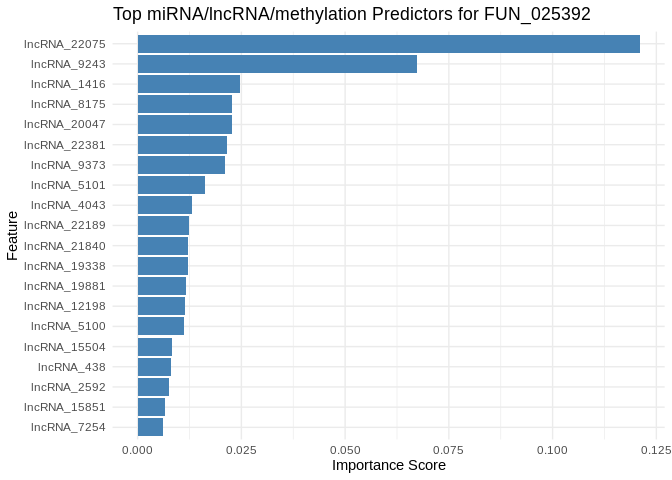 Top miRNA/lncRNA/methylation Predictors for FUN_025392
Feature
lncRNA_22075
lncRNA_9243
lncRNA_1416
lncRNA_8175
lncRNA_20047
lncRNA_22381
lncRNA_9373
lncRNA_5101
lncRNA_4043
lncRNA_22189
lncRNA_21840
lncRNA_19338
lncRNA_19881
lncRNA_12198
lncRNA_5100
lncRNA_15504
lncRNA_438
lncRNA_2592
lncRNA_15851
lncRNA_7254
0.000 0.025 0.050 0.075 0.100 0.125
Importance Score